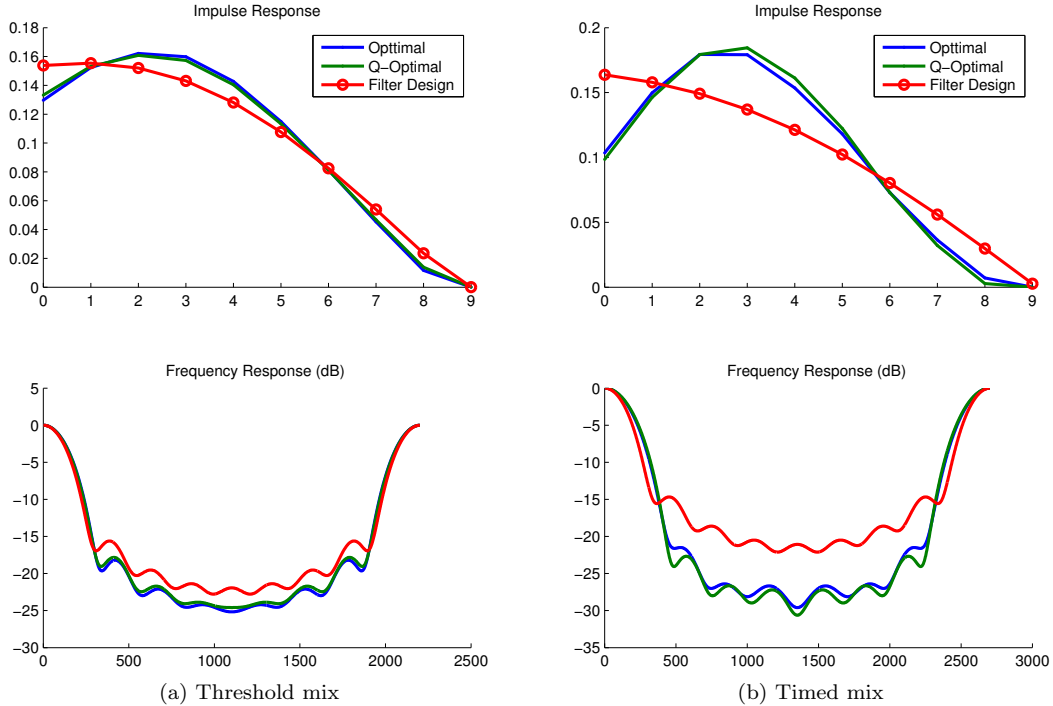 Impulse Response
0.18
0.16
0.14
0.12
0.1
0.08
0.06
0.04
0.02
0
0 1 2 3 4 5 6 7 8 9
Opttimal
Q-Optimal
Filter Design
Impulse Response
0.2
0.15
0.1
0.05
0
0 1 2 3 4 5 6 7 8 9
Opttimal
Q-Optimal
Filter Design
Frequency Response (dB)
5
0
−5
−10
−15
−20
−25
−30
0 500 1000 1500 2000 2500
(a) Threshold mix
Frequency Response (dB)
0
−5
−10
−15
−20
−25
−30
−35
0 500 1000 1500 2000 2500 3000
(b) Timed mix